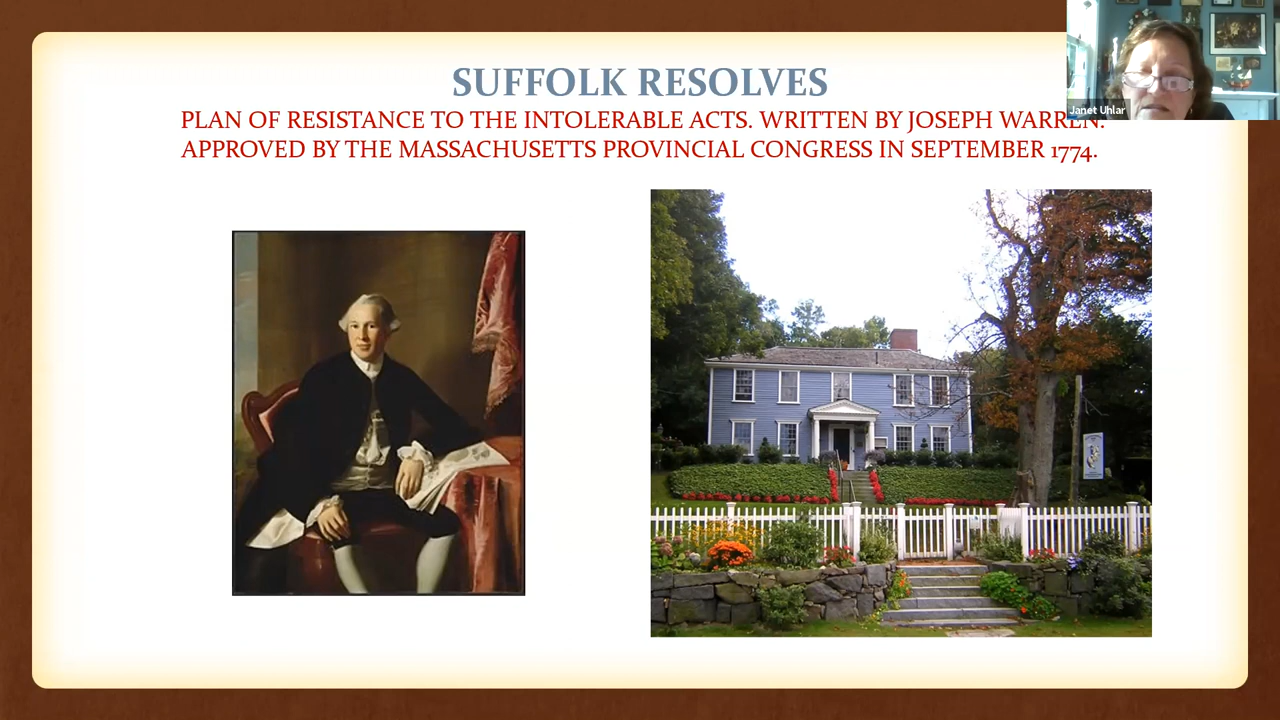 SUFFOLK RESOLVES
PLAN OF RESISTANCE TO THE INTOLERABLE ACTS. WRITTEN BY JOSEPH WARREN.
APPROVED BY THE MASSACHUSETTS PROVINCIAL CONGRESS IN SEPTEMBER 1774.
Janet Uhlar